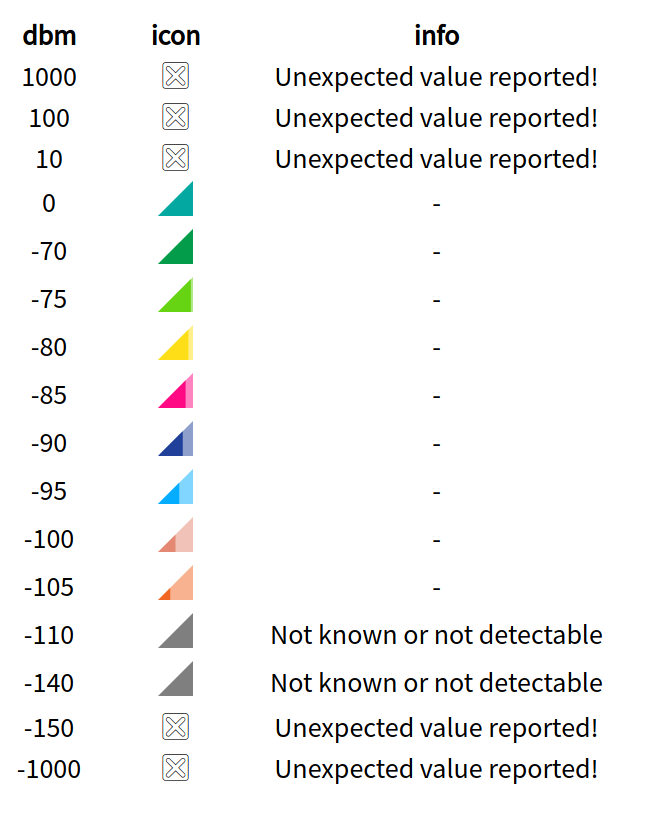 dbm icon info
1000 Unexpected value reported!
100 Unexpected value reported!
10 Unexpected value reported!
0 -
-70 -
-75 -
-80 -
-85 -
-90 -
-95 -
-100 -
-105 -
-110 Not known or not detectable
-140 Not known or not detectable
-150 Unexpected value reported!
-1000 Unexpected value reported!